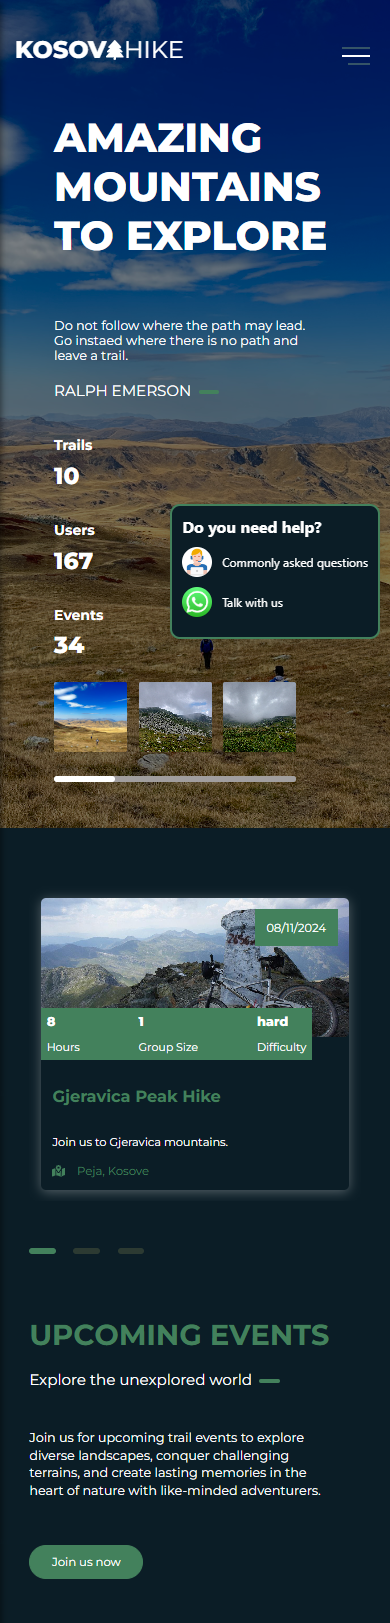 KOSOVAHIKE
AMAZING
MOUNTAINS
TO EXPLORE
Do not follow where the path may lead.
Go instaed where there is no path and
leave a trail.
RALPH EMERSON
Trails
10
Users
167
Events
34
Do you need help?
Commonly asked questions
Talk with us
08/11/2024
8
1
hard
Hours
Group Size
Difficulty
Gjeravica Peak Hike
Join us to Gjeravica mountains.
Peja, Kosove
UPCOMING EVENTS
Explore the unexplored world
Join us for upcoming trail events to explore
diverse landscapes, conquer challenging
terrains, and create lasting memories in the
heart of nature with like-minded adventurers.
Join us now